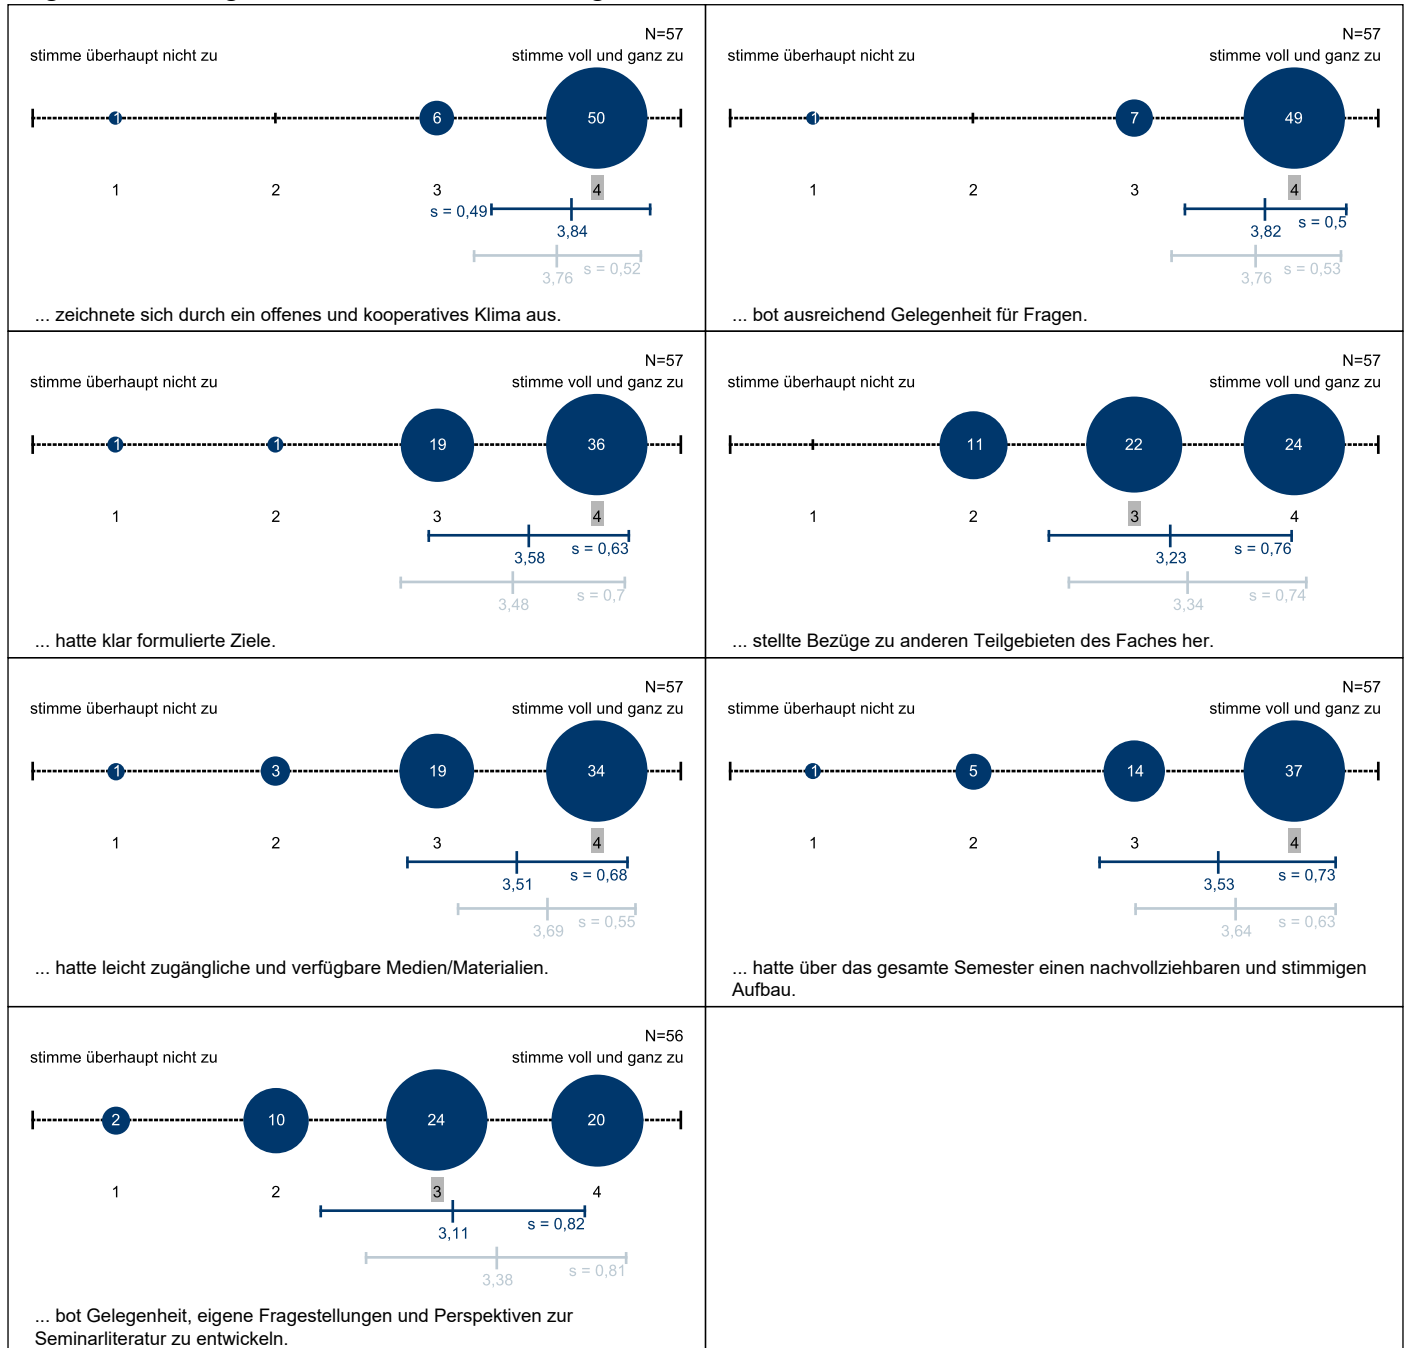 N=57
stimme überhaupt nicht zu stimme voll und ganz zu
1 6 50
1 2 3 4
s = 0,49
3,84
s = 0,52
3,76
... zeichnete sich durch ein offenes und kooperatives Klima aus.
N=57
stimme überhaupt nicht zu stimme voll und ganz zu
1 7 49
1 2 3 4
s = 0,5
3,82
s = 0,53
3,76
... bot ausreichend Gelegenheit für Fragen.
N=57
stimme überhaupt nicht zu stimme voll und ganz zu
1 1 19 36
1 2 3 4
s = 0,63
3,58
s = 0,7
3,48
... hatte klar formulierte Ziele.
N=57
stimme überhaupt nicht zu stimme voll und ganz zu
11 22 24
1 2 3 4
s = 0,76
3,23
s = 0,74
3,34
... stellte Bezüge zu anderen Teilgebieten des Faches her.
N=57
stimme überhaupt nicht zu stimme voll und ganz zu
1 3 19 34
1 2 3 4
s = 0,68
3,51
s = 0,55
3,69
... hatte leicht zugängliche und verfügbare Medien/Materialien.
N=57
stimme überhaupt nicht zu stimme voll und ganz zu
1 5 14 37
1 2 3 4
s = 0,73
3,53
s = 0,63
3,64
... hatte über das gesamte Semester einen nachvollziehbaren und stimmigen
Aufbau.
N=56
stimme überhaupt nicht zu stimme voll und ganz zu
2 10 24 20
1 2 3 4
s = 0,82
3,11
s = 0,81
3,38
... bot Gelegenheit, eigene Fragestellungen und Perspektiven zur
Seminarliteratur zu entwickeln.